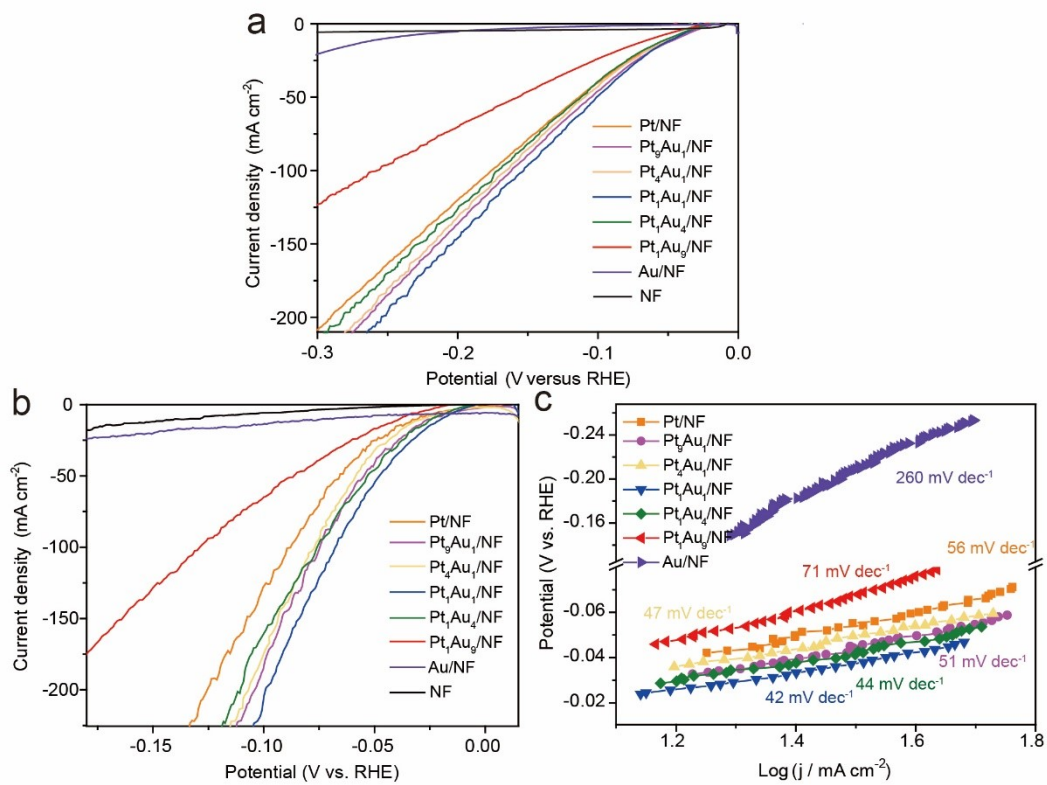 a
0
-50
-100
-150
-200
Current density (mA cm⁻²)
Pt/NF
Pt₉Au₁/NF
Pt₄Au₁/NF
Pt₁Au₁/NF
Pt₁Au₄/NF
Pt₁Au₉/NF
Au/NF
NF
-0.3 -0.2 -0.1 0.0
Potential (V versus RHE)
b
0
-50
-100
-150
-200
Current density (mA cm⁻²)
Pt/NF
Pt₉Au₁/NF
Pt₄Au₁/NF
Pt₁Au₁/NF
Pt₁Au₄/NF
Pt₁Au₉/NF
Au/NF
NF
-0.15 -0.10 -0.05 0.00
Potential (V vs. RHE)
c
-0.24
-0.20
-0.16
-0.06
-0.04
-0.02
Potential (V vs. RHE)
Pt/NF
Pt₉Au₁/NF
Pt₄Au₁/NF
Pt₁Au₁/NF
Pt₁Au₄/NF
Pt₁Au₉/NF
Au/NF
260 mV dec⁻¹
56 mV dec⁻¹
71 mV dec⁻¹
47 mV dec⁻¹
51 mV dec⁻¹
44 mV dec⁻¹
42 mV dec⁻¹
1.2 1.4 1.6 1.8
Log (j / mA cm⁻²)